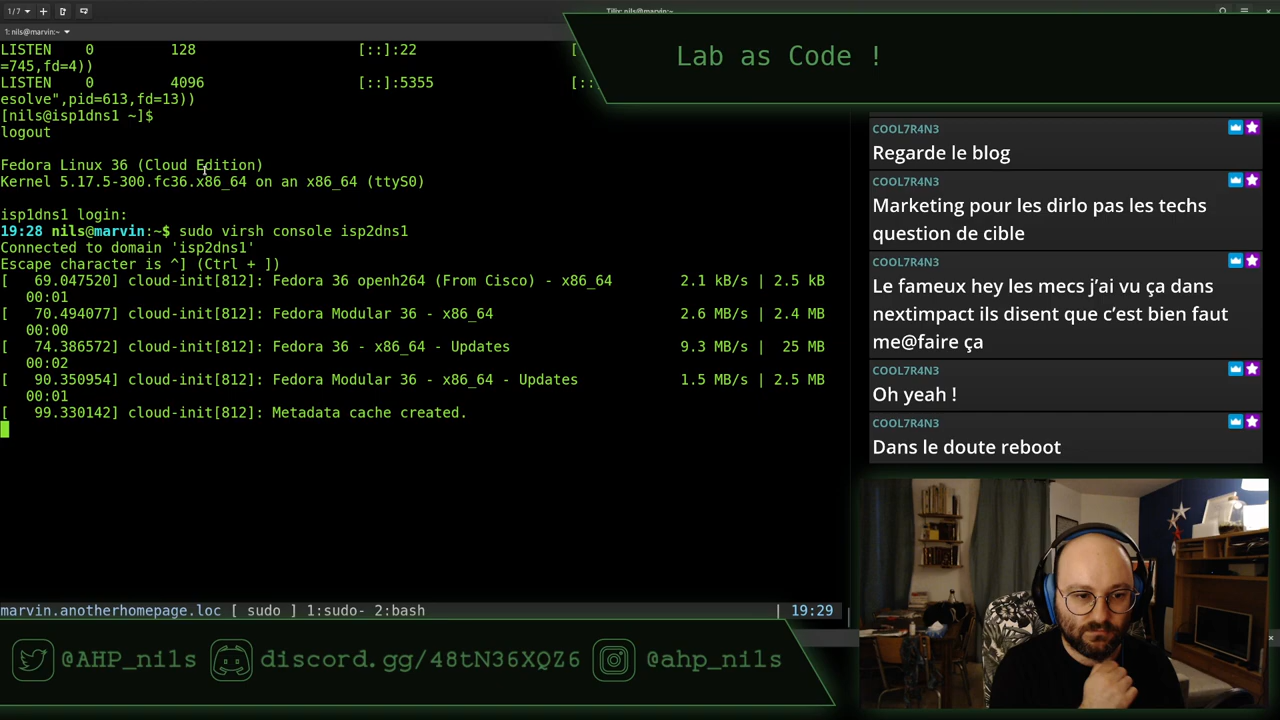 1/7
Tilix: nils@marvin:~
1: nils@marvin:~
LISTEN 0 128 [::]:22 [
=745,fd=4))
LISTEN 0 4096 [::]:5355 [::
esolve",pid=613,fd=13))
[nils@isp1dns1 ~]$
logout
Fedora Linux 36 (Cloud Edition)
Kernel 5.17.5-300.fc36.x86_64 on an x86_64 (ttyS0)
isp1dns1 login:
19:28 nils@marvin:~$ sudo virsh console isp2dns1
Connected to domain 'isp2dns1'
Escape character is ^] (Ctrl + ])
[ 69.047520] cloud-init[812]: Fedora 36 openh264 (From Cisco) - x86_64 2.1 kB/s | 2.5 kB
00:01
[ 70.494077] cloud-init[812]: Fedora Modular 36 - x86_64 2.6 MB/s | 2.4 MB
00:00
[ 74.386572] cloud-init[812]: Fedora 36 - x86_64 - Updates 9.3 MB/s | 25 MB
00:02
[ 90.350954] cloud-init[812]: Fedora Modular 36 - x86_64 - Updates 1.5 MB/s | 2.5 MB
00:01
[ 99.330142] cloud-init[812]: Metadata cache created.
marvin.anotherhomepage.loc [ sudo ] 1:sudo- 2:bash | 19:29
Lab as Code !
COOL7R4N3
Regarde le blog
COOL7R4N3
Marketing pour les dirlo pas les techs
question de cible
COOL7R4N3
Le fameux hey les mecs j’ai vu ça dans
nextimpact ils disent que c’est bien faut
me@faire ça
COOL7R4N3
Oh yeah !
COOL7R4N3
Dans le doute reboot
@AHP_nils
discord.gg/48tN36XQZ6
@ahp_nils